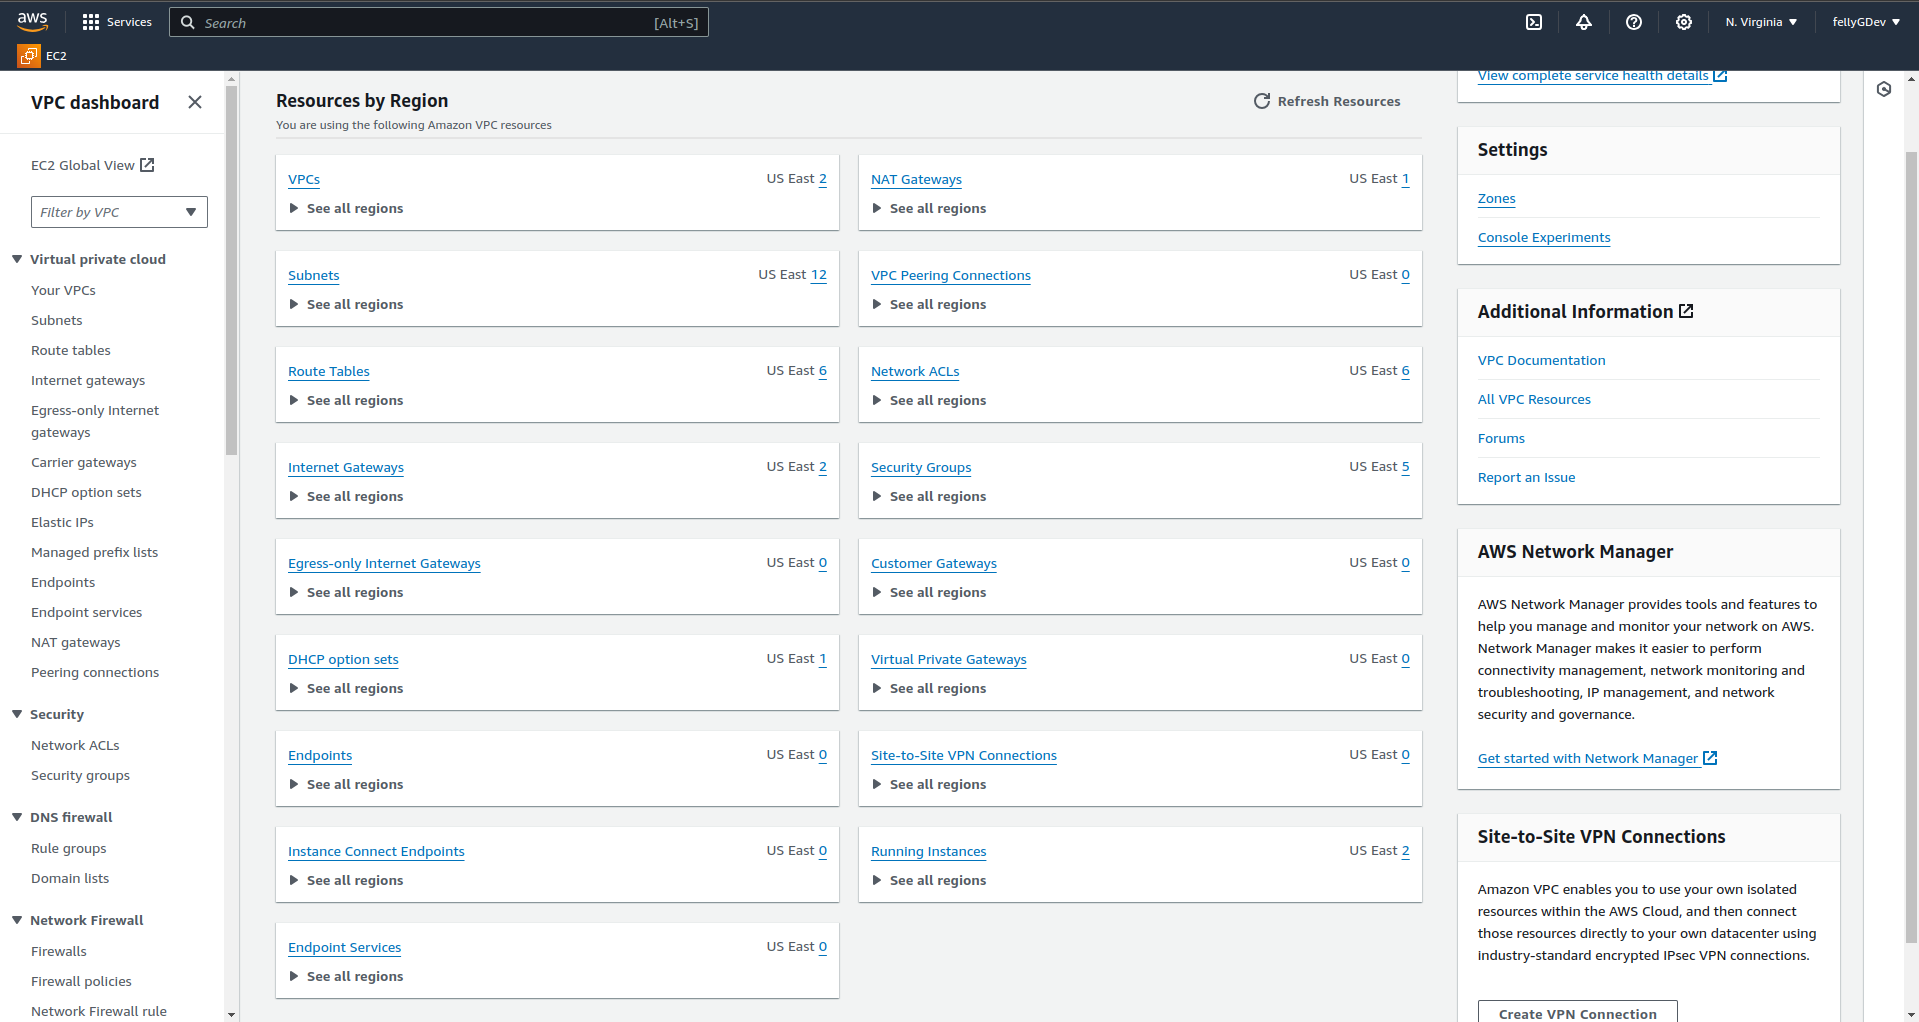 aws
Services
Search
[Alt+S]
N. Virginia
fellyGDev
EC2
VPC dashboard
EC2 Global View
Filter by VPC
Virtual private cloud
Your VPCs
Subnets
Route tables
Internet gateways
Egress-only Internet
gateways
Carrier gateways
DHCP option sets
Elastic IPs
Managed prefix lists
Endpoints
Endpoint services
NAT gateways
Peering connections
Security
Network ACLs
Security groups
DNS firewall
Rule groups
Domain lists
Network Firewall
Firewalls
Firewall policies
Network Firewall rule
Resources by Region
Refresh Resources
You are using the following Amazon VPC resources
VPCs US East 2
See all regions
NAT Gateways US East 1
See all regions
Subnets US East 12
See all regions
VPC Peering Connections US East 0
See all regions
Route Tables US East 6
See all regions
Network ACLs US East 6
See all regions
Internet Gateways US East 2
See all regions
Security Groups US East 5
See all regions
Egress-only Internet Gateways US East 0
See all regions
Customer Gateways US East 0
See all regions
DHCP option sets US East 1
See all regions
Virtual Private Gateways US East 0
See all regions
Endpoints US East 0
See all regions
Site-to-Site VPN Connections US East 0
See all regions
Instance Connect Endpoints US East 0
See all regions
Running Instances US East 2
See all regions
Endpoint Services US East 0
See all regions
View complete service health details
Settings
Zones
Console Experiments
Additional Information
VPC Documentation
All VPC Resources
Forums
Report an Issue
AWS Network Manager
AWS Network Manager provides tools and features to
help you manage and monitor your network on AWS.
Network Manager makes it easier to perform
connectivity management, network monitoring and
troubleshooting, IP management, and network
security and governance.
Get started with Network Manager
Site-to-Site VPN Connections
Amazon VPC enables you to use your own isolated
resources within the AWS Cloud, and then connect
those resources directly to your own datacenter using
industry-standard encrypted IPsec VPN connections.
Create VPN Connection